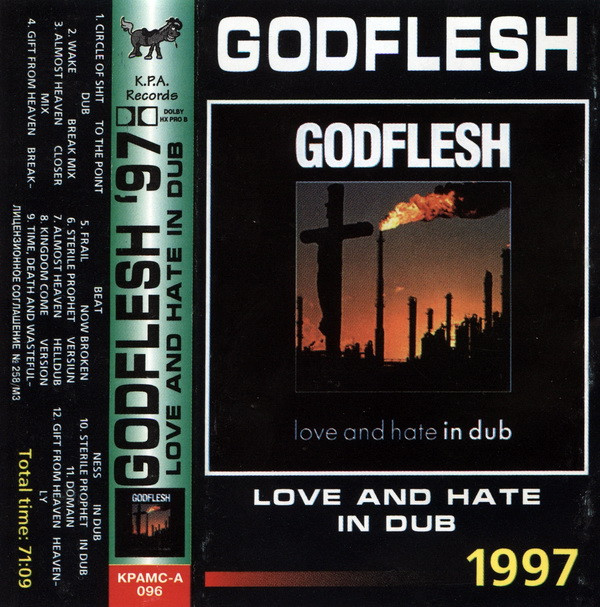 GODFLESH
GODFLESH
love and hate in dub
LOVE AND HATE
IN DUB
1997
K.P.A.
Records
DOLBY
HX PRO B
GODFLESH '97
LOVE AND HATE IN DUB
GODFLESH
KPAMC-A
096
1. CIRCLE OF SHIT TO THE POINT
DUB
2. WAKE BREAK MIX
3. ALMOST HEAVEN CLOSER
MIX
4. GIFT FROM HEAVEN BREAK-
BEAT
5. FRAIL NOW BROKEN
6. STERILE PROPHET VERSIUN
7. ALMOST HEAVEN HELLDUB
8. KINGDOM COME VERSION
9. TIME, DEATH AND WASTEFUL-
NESS IN DUB
10. STERILE PROPHET IN DUB
11. DOMAIN
12. GIFT FROM HEAVEN HEAVEN-
LY
ЛИЦЕНЗИОННОЕ СОГЛАШЕНИЕ № 258/МЗ
Total time: 71:09